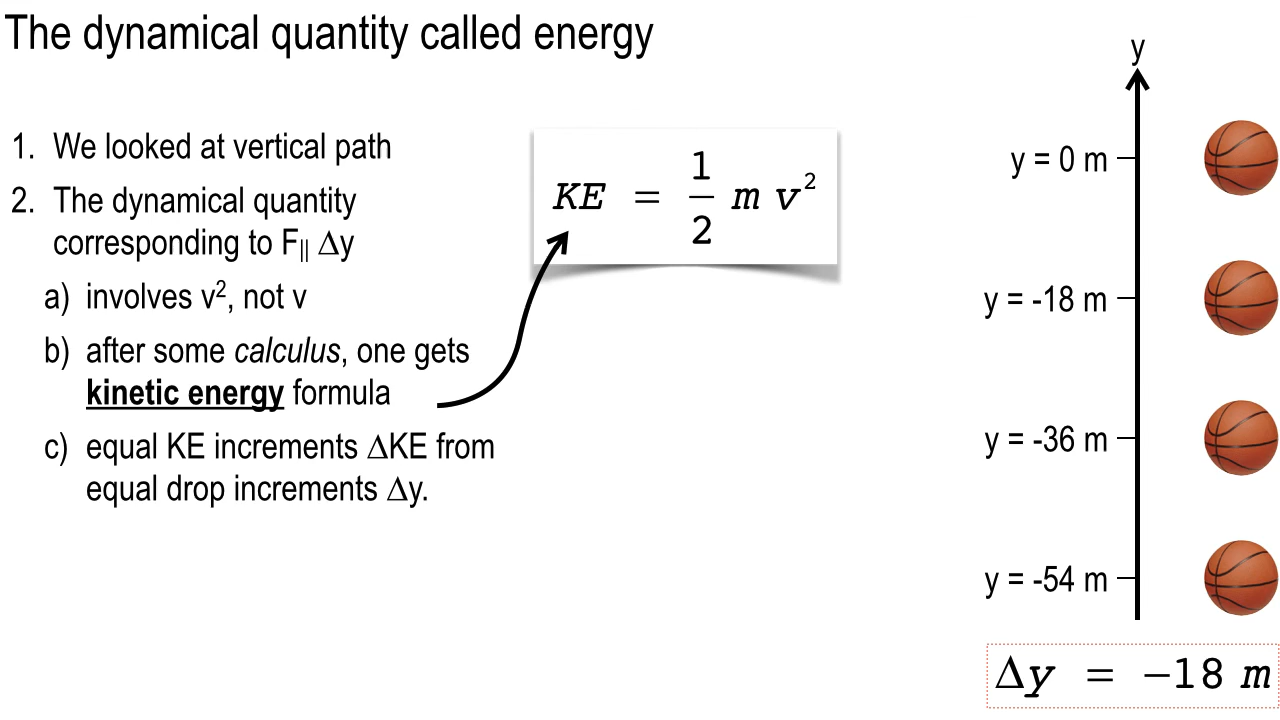 The dynamical quantity called energy
1. We looked at vertical path
2. The dynamical quantity
corresponding to F|| Δy
a) involves v², not v
b) after some calculus, one gets
kinetic energy formula
c) equal KE increments ΔKE from
equal drop increments Δy.
KE = 1/2 m v²
y
y = 0 m
y = -18 m
y = -36 m
y = -54 m
Δy = −18 m